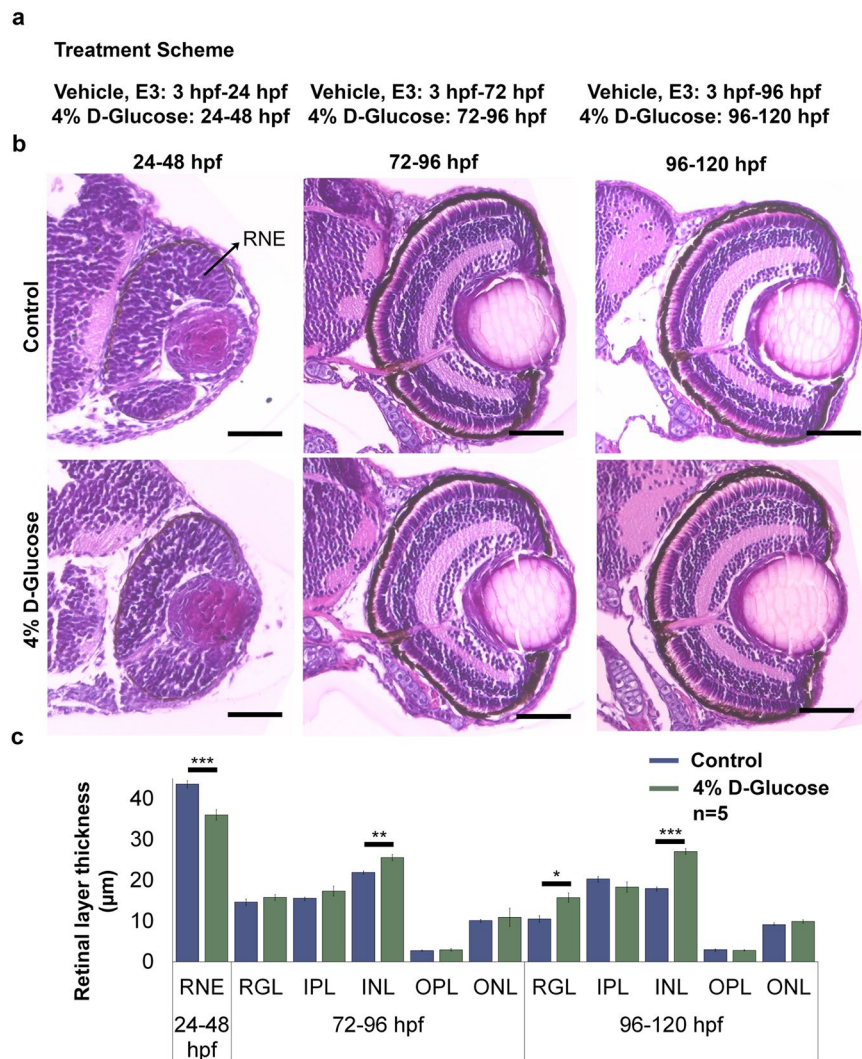 a
Treatment Scheme
Vehicle, E3: 3 hpf-24 hpf
4% D-Glucose: 24-48 hpf
Vehicle, E3: 3 hpf-72 hpf
4% D-Glucose: 72-96 hpf
Vehicle, E3: 3 hpf-96 hpf
4% D-Glucose: 96-120 hpf
b
24-48 hpf
72-96 hpf
96-120 hpf
RNE
Control
4% D-Glucose
c
Control
4% D-Glucose
n=5
Retinal layer thickness
(µm)
40
30
20
10
0
***
**
*
***
RNE RGL IPL INL OPL ONL RGL IPL INL OPL ONL
24-48
hpf
72-96 hpf
96-120 hpf